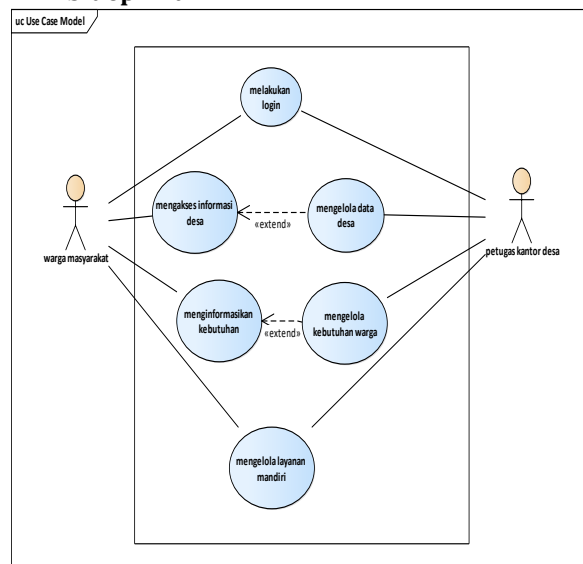 uc Use Case Model
melakukan
login
mengakses informasi
desa
«extend»
mengelola data
desa
warga masyarakat
petugas kantor desa
menginformasikan
kebutuhan
«extend»
mengelola
kebutuhan warga
mengelola layanan
mandiri